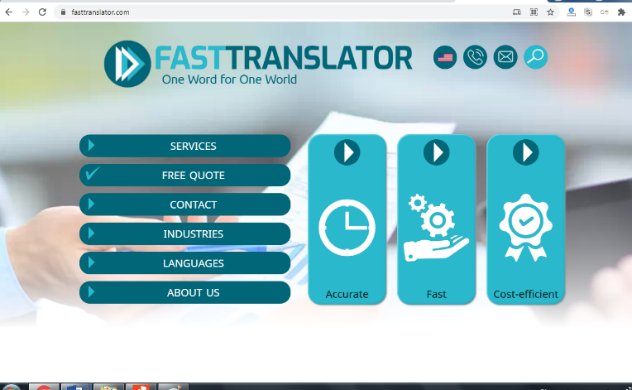 fasttranslator.com
FASTTRANSLATOR
One Word for One World
SERVICES
FREE QUOTE
CONTACT
INDUSTRIES
LANGUAGES
ABOUT US
Accurate
Fast
Cost-efficient